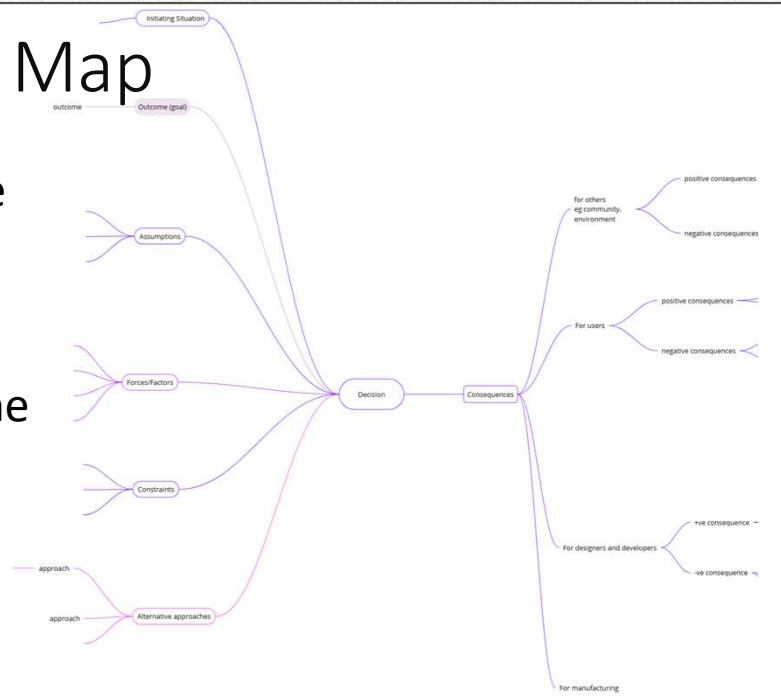 Map
Initiating Situation
outcome
Outcome (goal)
Assumptions
Forces/Factors
Constraints
approach
approach
Alternative approaches
Decision
Consequences
for others
eg community,
environment
positive consequences
negative consequences
For users
positive consequences
negative consequences
For designers and developers
+ve consequence
-ve consequence
For manufacturing